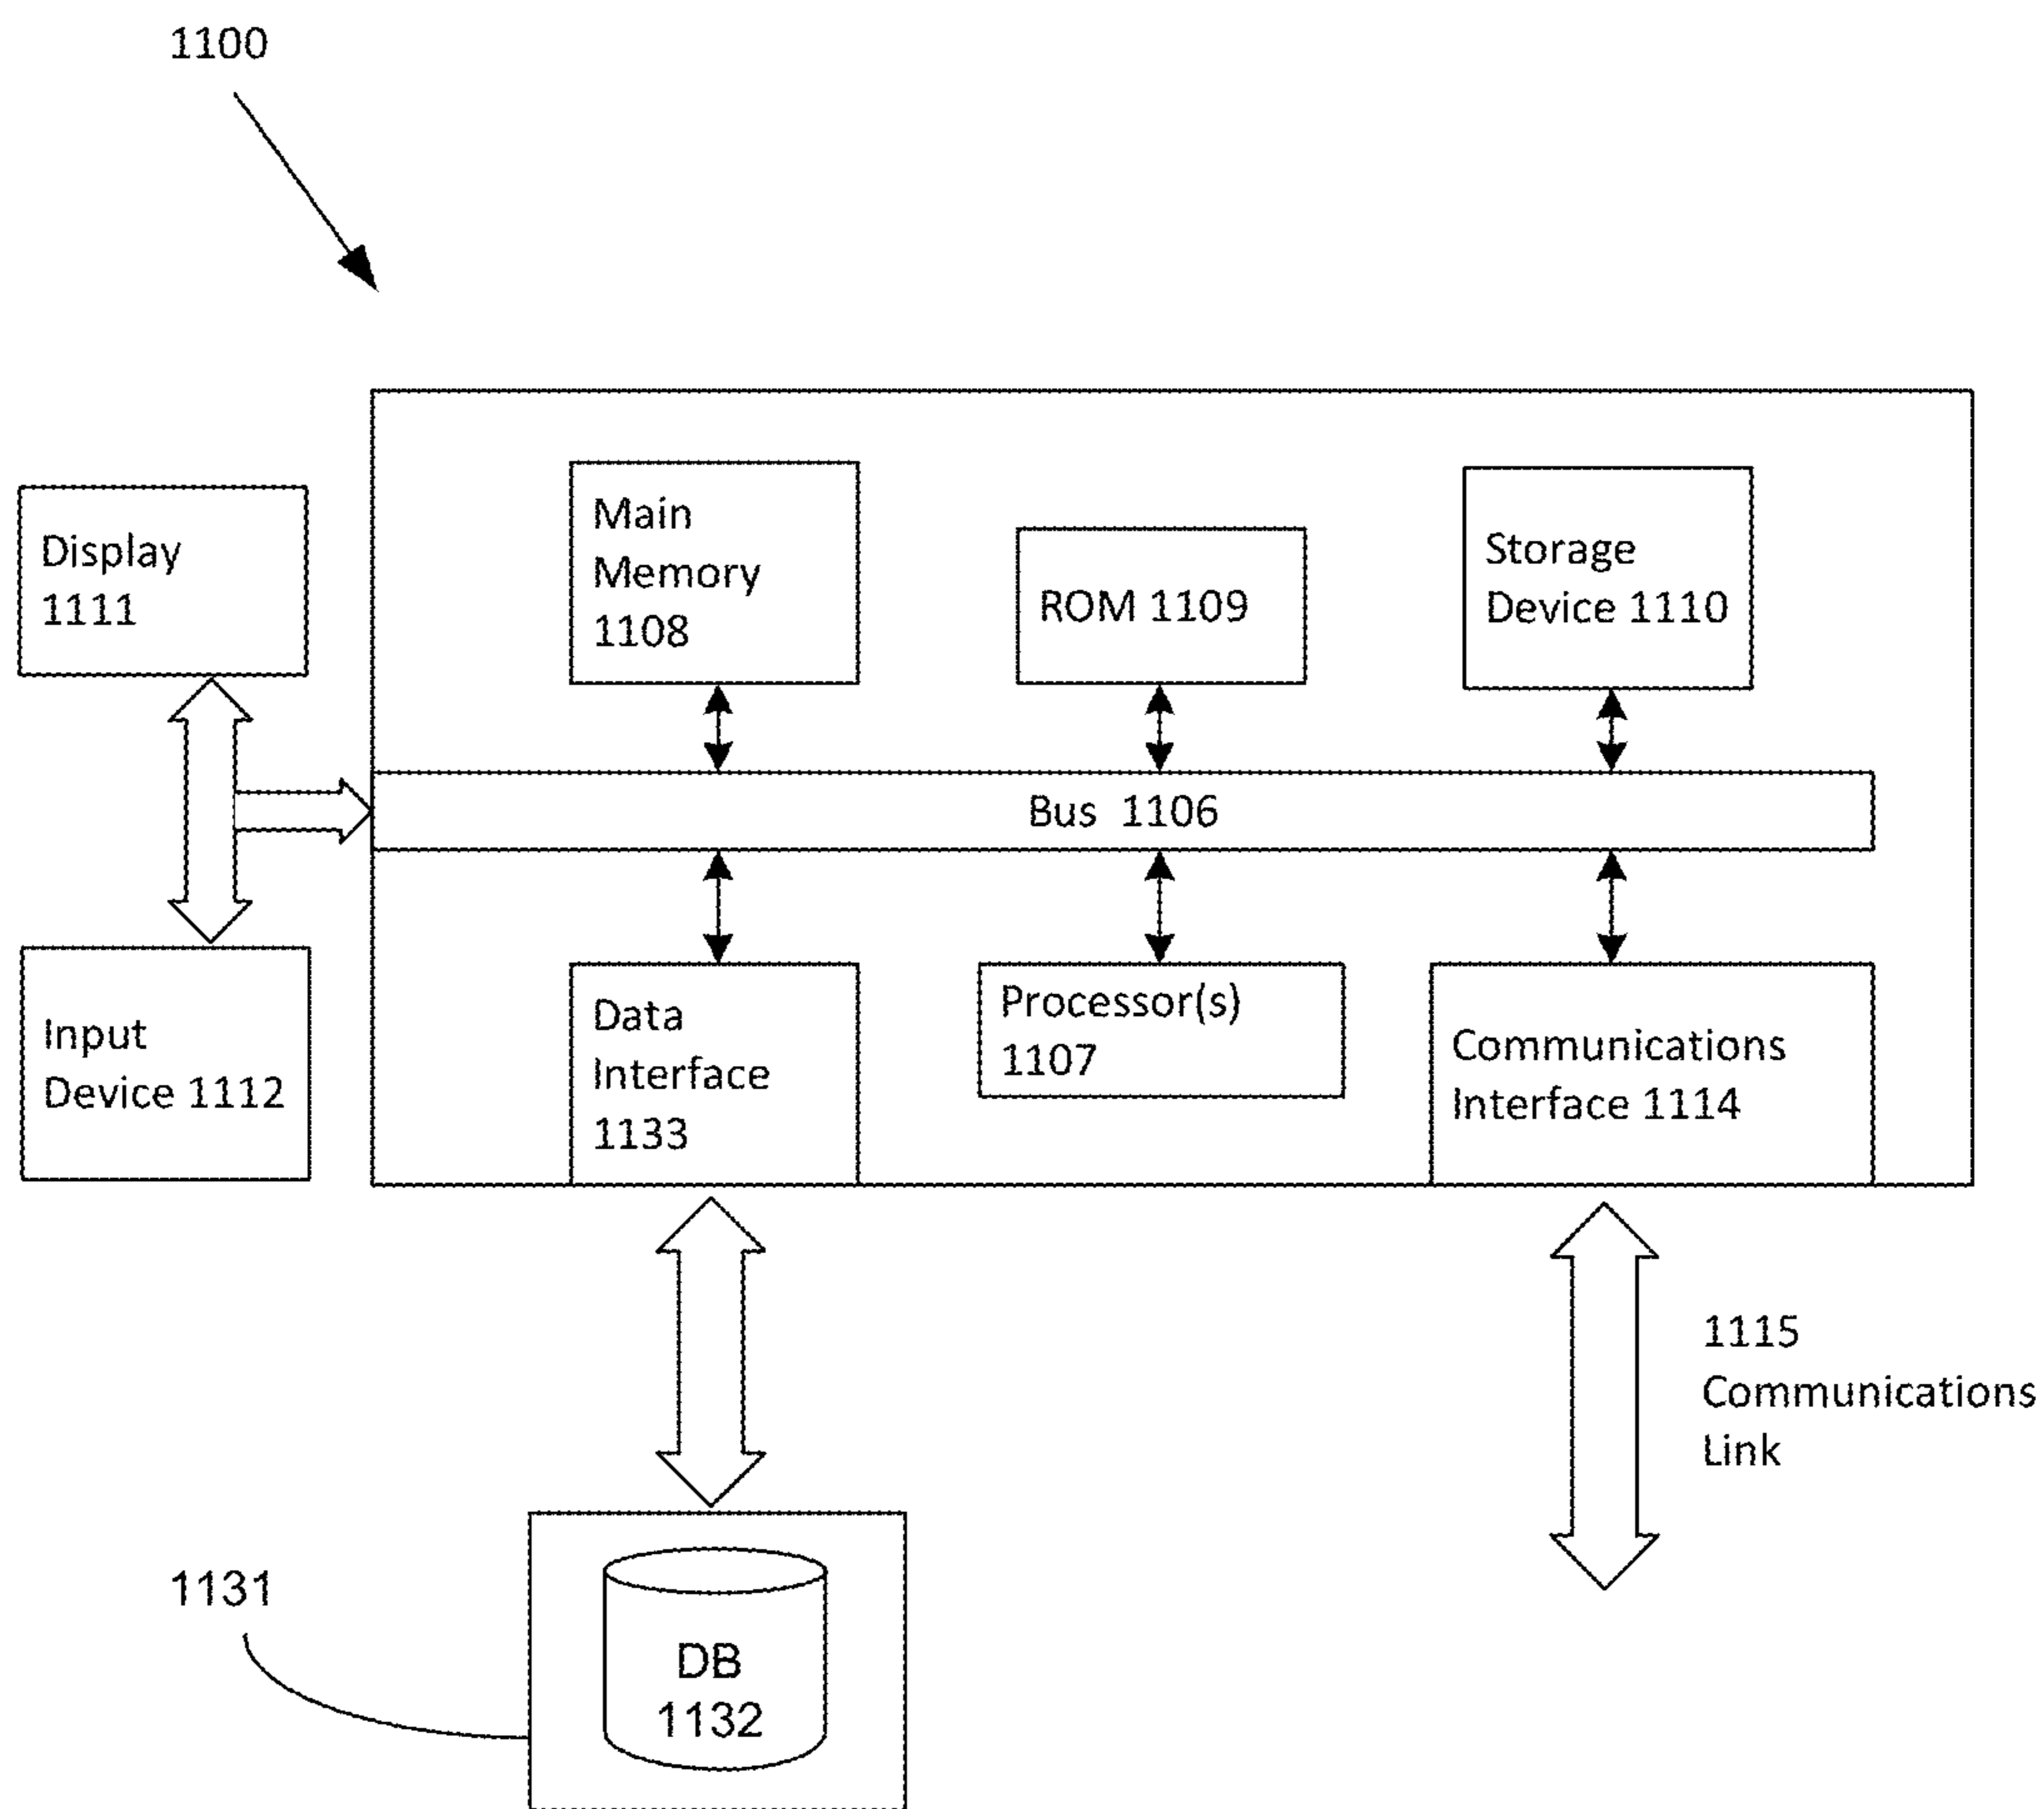 1100
Display
1111
Main
Memory
1108
ROM 1109
Storage
Device 1110
Bus 1106
Input
Device 1112
Data
Interface
1133
Processor(s)
1107
Communications
Interface 1114
1115
Communications
Link
1131
DB
1132